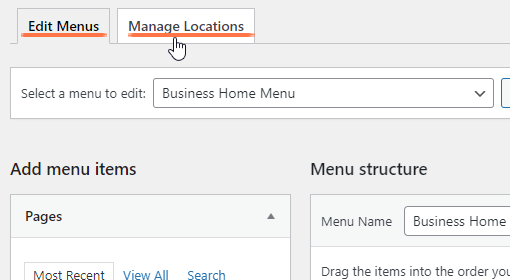 Edit Menus Manage Locations
Select a menu to edit: Business Home Menu
Add menu items Menu structure
Pages Menu Name Business Home
Most Recent View All Search
Drag the items into the order you